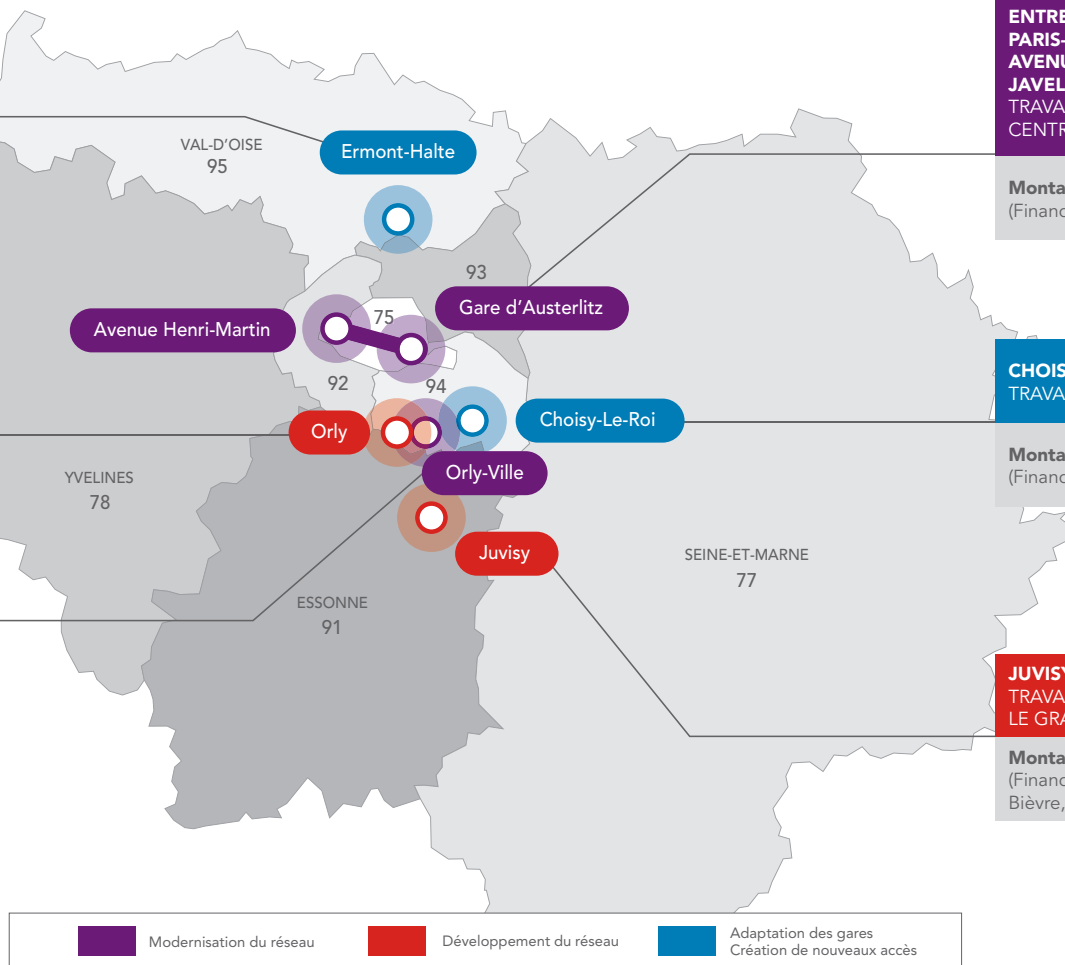 VAL-D'OISE
95
Ermont-Halte
93
Gare d'Austerlitz
75
Avenue Henri-Martin
92
94
Choisy-Le-Roi
Orly
Orly-Ville
YVELINES
78
Juvisy
SEINE-ET-MARNE
77
ESSONNE
91
ENTRE
PARIS-
AVENU
JAVEL
TRAVA
CENTR
Monta
(Financ
CHOIS
TRAVA
Monta
(Financ
JUVISY
TRAVA
LE GRA
Monta
(Financ
Bièvre,
Modernisation du réseau
Développement du réseau
Adaptation des gares
Création de nouveaux accès